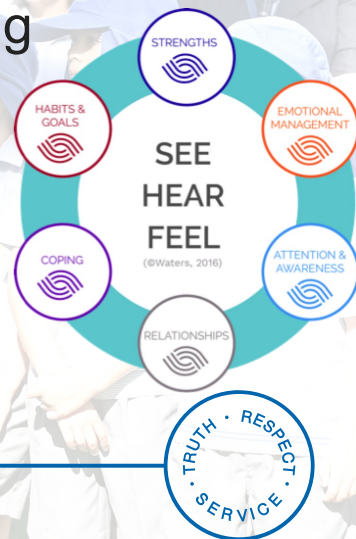 g
STRENGTHS
HABITS &
GOALS
EMOTIONAL
MANAGEMENT
SEE
HEAR
FEEL
(©Waters, 2016)
COPING
ATTENTION &
AWARENESS
RELATIONSHIPS
TRUTH · RESPECT · SERVICE ·